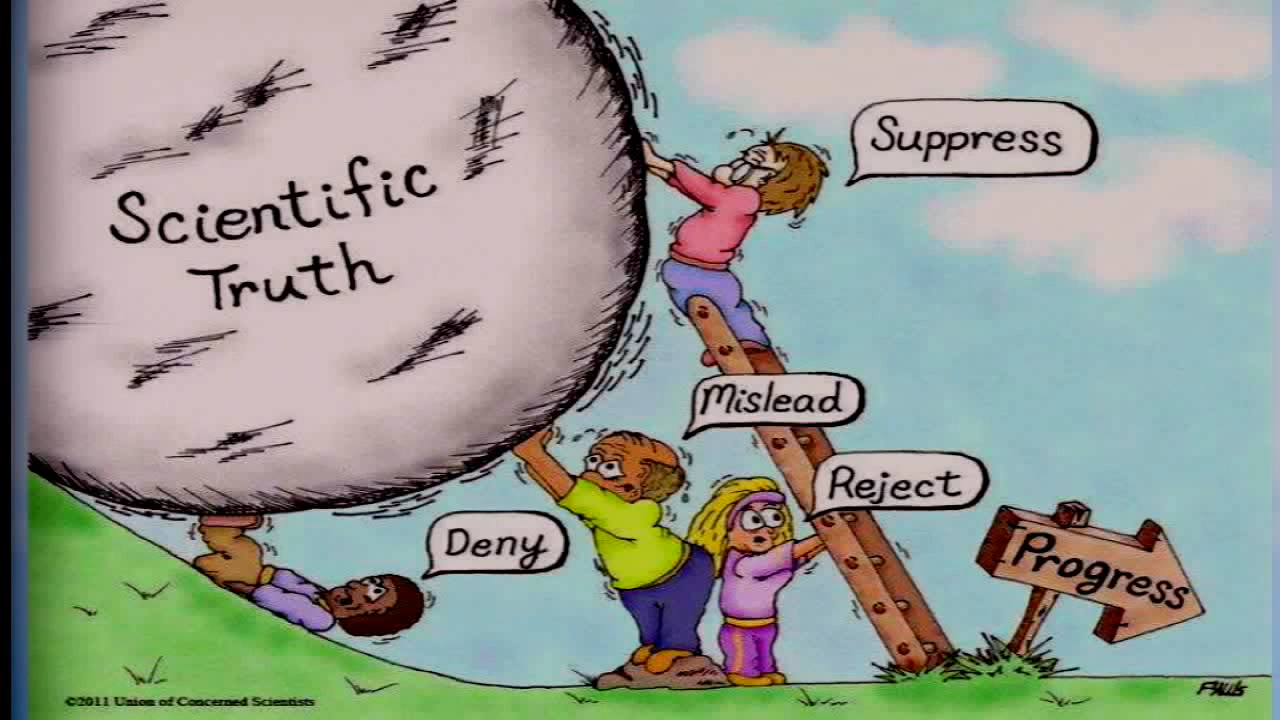 Scientific
Truth
Suppress
Mislead
Reject
Deny
Progress
©2011 Union of Concerned Scientists